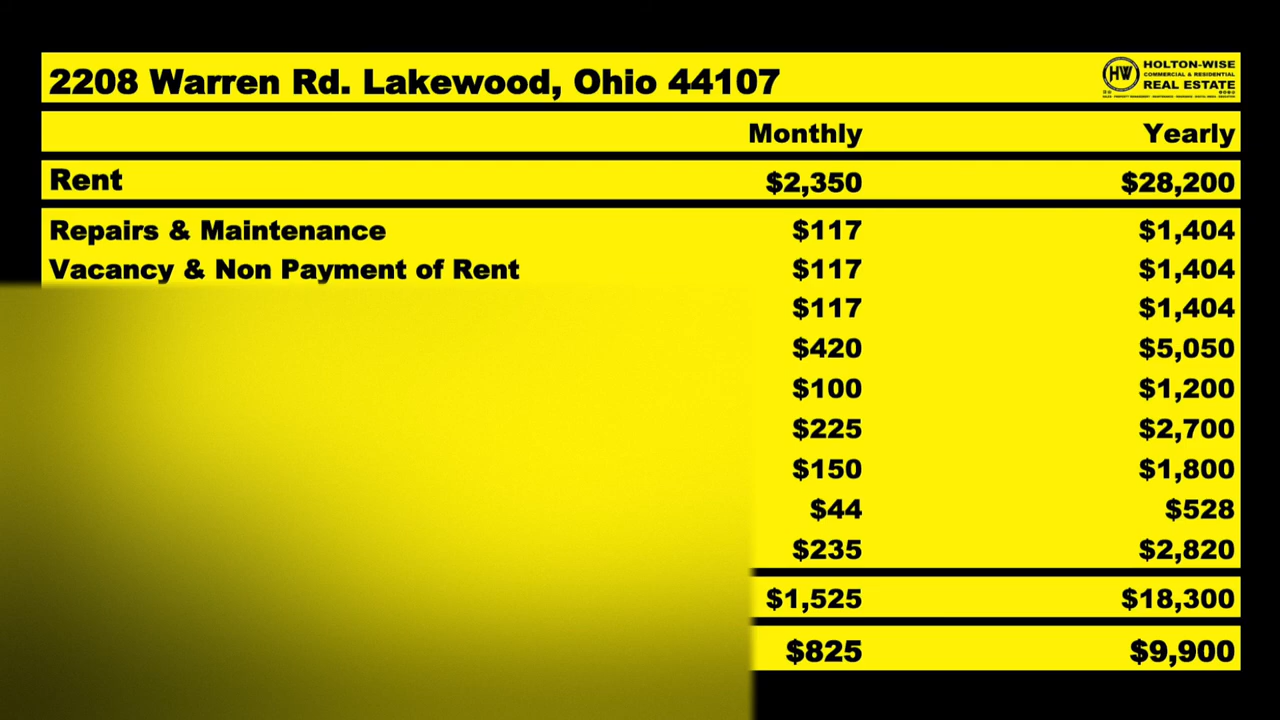 2208 Warren Rd. Lakewood, Ohio 44107
HW HOLTON-WISE
COMMERCIAL & RESIDENTIAL
REAL ESTATE
Monthly Yearly
Rent $2,350 $28,200
Repairs & Maintenance $117 $1,404
Vacancy & Non Payment of Rent $117 $1,404
$117 $1,404
$420 $5,050
$100 $1,200
$225 $2,700
$150 $1,800
$44 $528
$235 $2,820
$1,525 $18,300
$825 $9,900